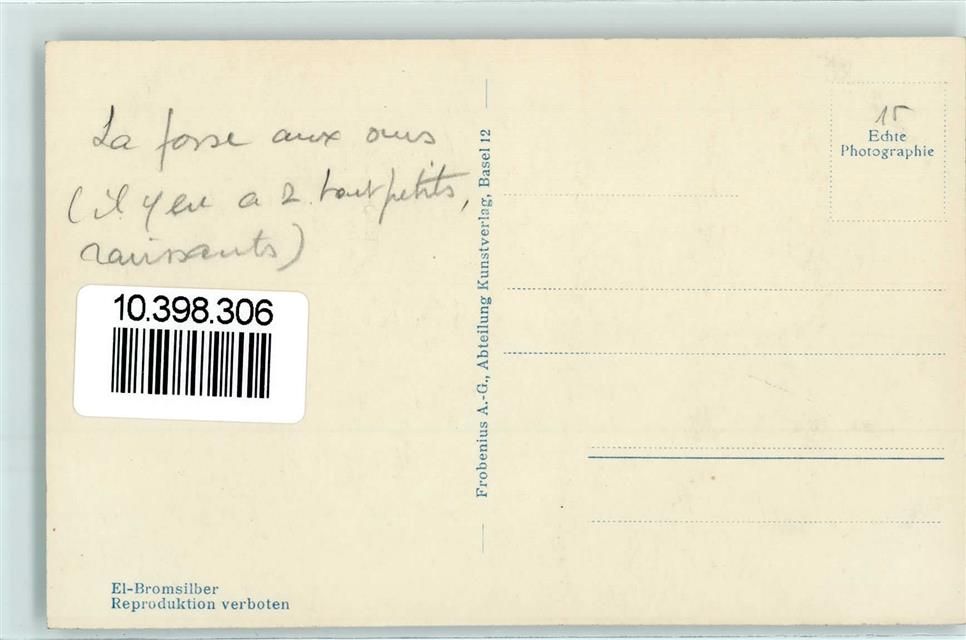 La fosse aux ours
(il y en a 2 tout petits,
ravissants)
10.398.306
El-Bromsilber
Reproduktion verboten
Frobenius A.-G., Abteilung Kunstverlag, Basel 12
15
Echte
Photographie